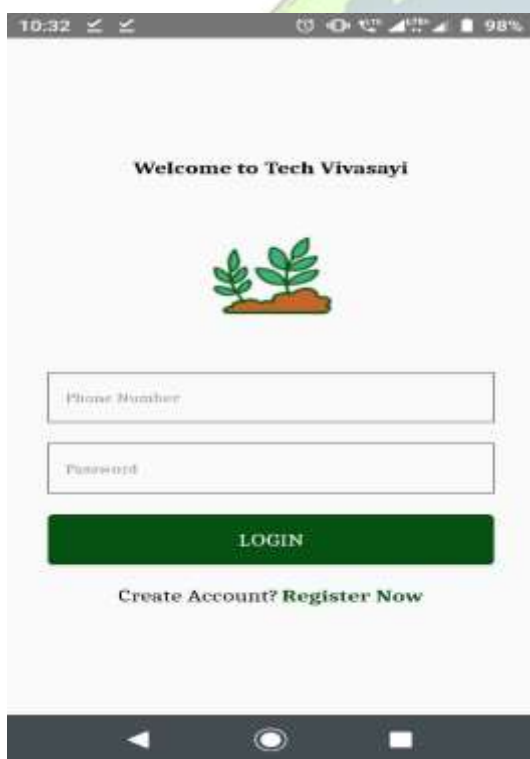 10:32 98%
Welcome to Tech Vivasayi
Phone Number
Password
LOGIN
Create Account? Register Now